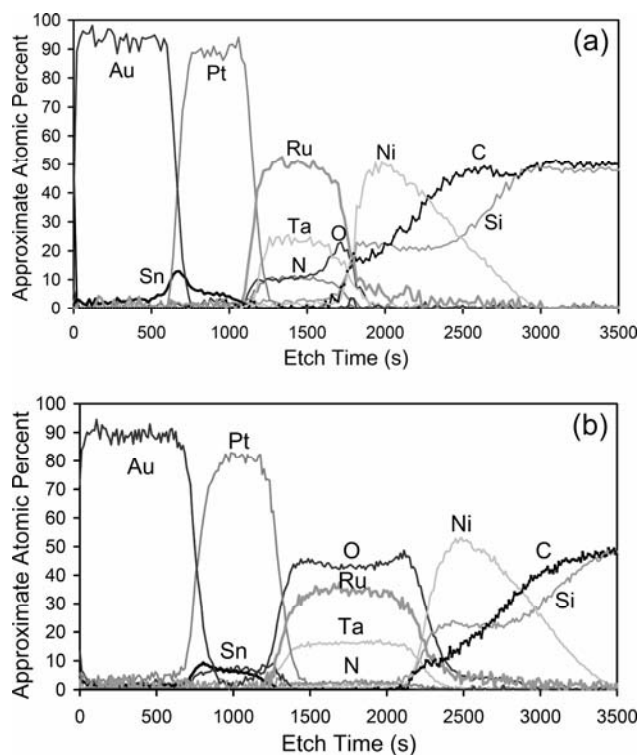 (a)
100
90
80
70
60
50
40
30
20
10
0
Approximate Atomic Percent
Au
Pt
Sn
Ru
Ta
O
N
Ni
C
Si
0 500 1000 1500 2000 2500 3000 3500
Etch Time (s)
(b)
100
90
80
70
60
50
40
30
20
10
0
Approximate Atomic Percent
Au
Pt
Sn
O
Ru
Ta
N
Ni
C
Si
0 500 1000 1500 2000 2500 3000 3500
Etch Time (s)